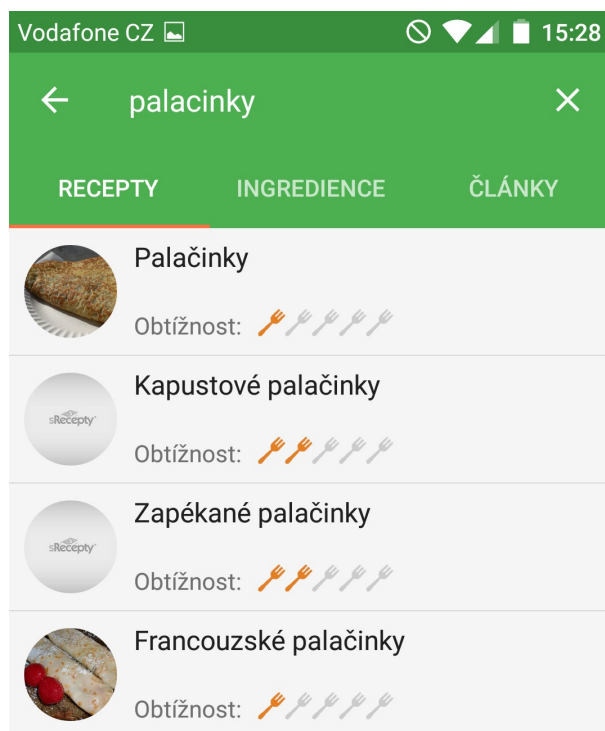 Vodafone CZ 15:28
palacinky
RECEPTY INGREDIENCE ČLÁNKY
Palačinky
Obtížnost:
sRecepty
Kapustové palačinky
Obtížnost:
sRecepty
Zapékané palačinky
Obtížnost:
Francouzské palačinky
Obtížnost: